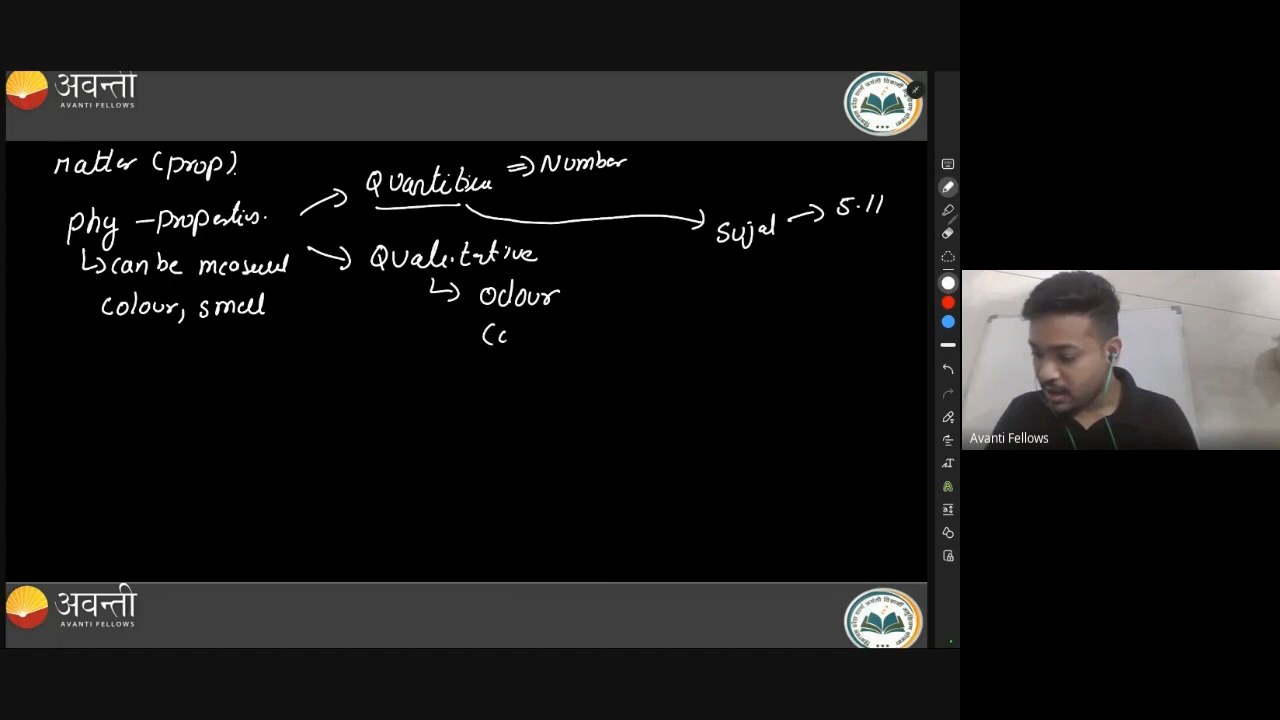 अवन्ती
AVANTI FELLOWS
Matter (prop).
Quantitive => Number
phy - properties.
Sujal -> 5.11
Qualitative
↳ can be measured
↳ Odour
colour, smell
(c
Avanti Fellows
अवन्ती
AVANTI FELLOWS